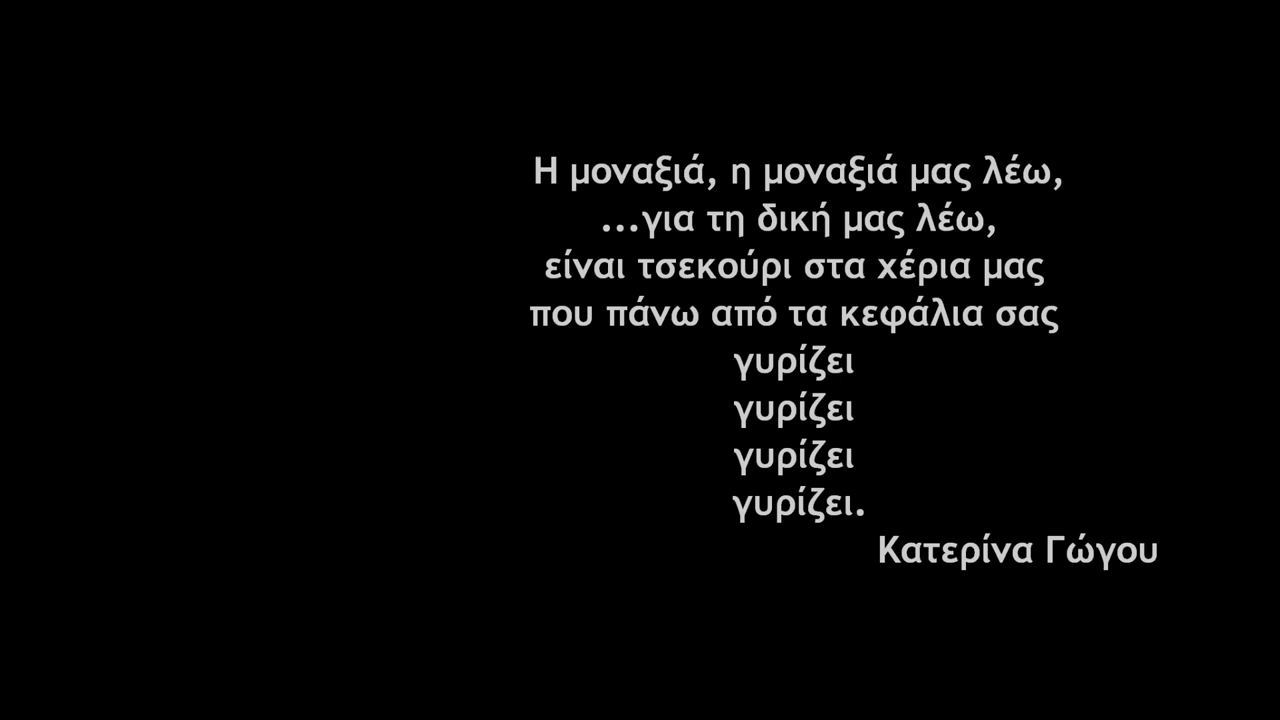 Η μοναξιά, η μοναξιά μας λέω,
...για τη δική μας λέω,
είναι τσεκούρι στα χέρια μας
που πάνω από τα κεφάλια σας
γυρίζει
γυρίζει
γυρίζει
γυρίζει.
Κατερίνα Γώγου